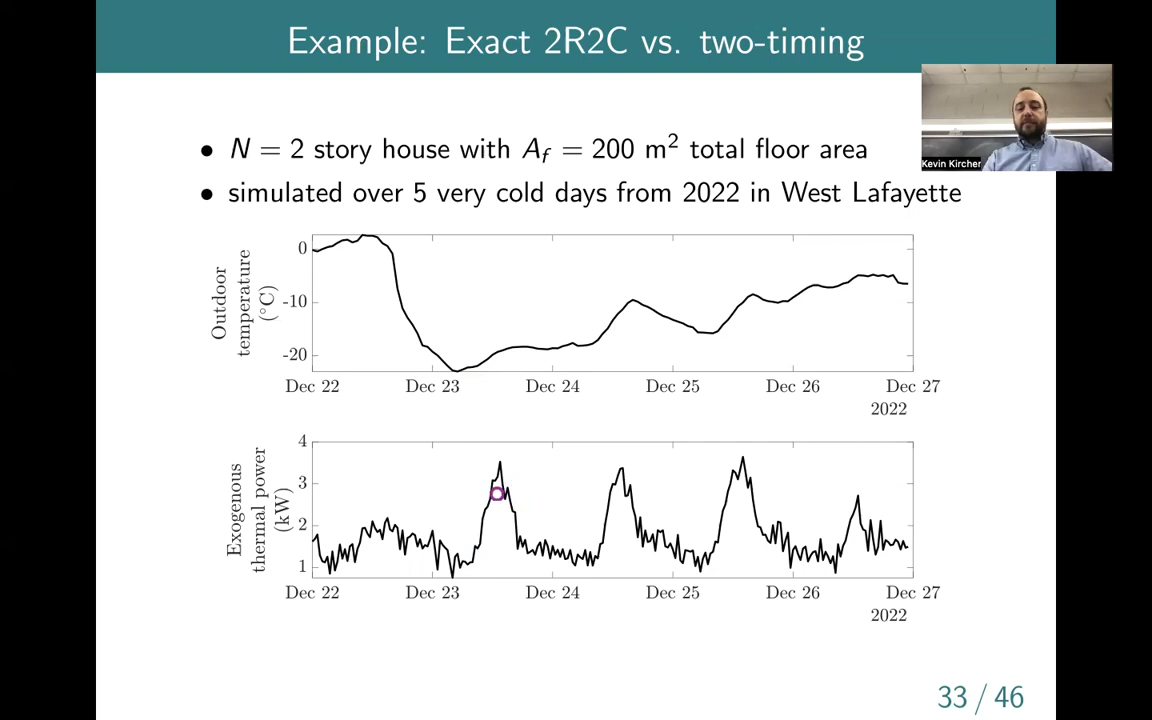 Example: Exact 2R2C vs. two-timing
Kevin Kircher
• N = 2 story house with A_f = 200 m² total floor area
• simulated over 5 very cold days from 2022 in West Lafayette
Outdoor
temperature
(°C)
0
-10
-20
Dec 22 Dec 23 Dec 24 Dec 25 Dec 26 Dec 27
2022
Exogenous
thermal power
(kW)
4
3
2
1
Dec 22 Dec 23 Dec 24 Dec 25 Dec 26 Dec 27
2022
33 / 46